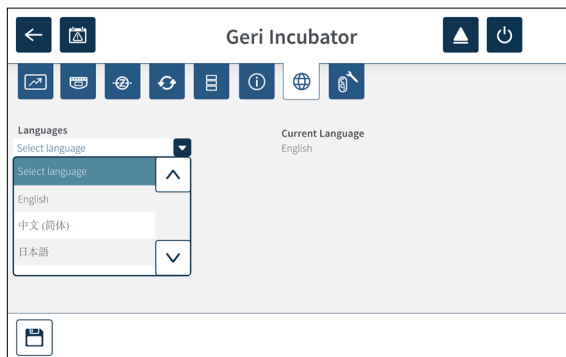 Geri Incubator
Languages
Select language
Current Language
English
Select language
English
中文 (简体)
日本語